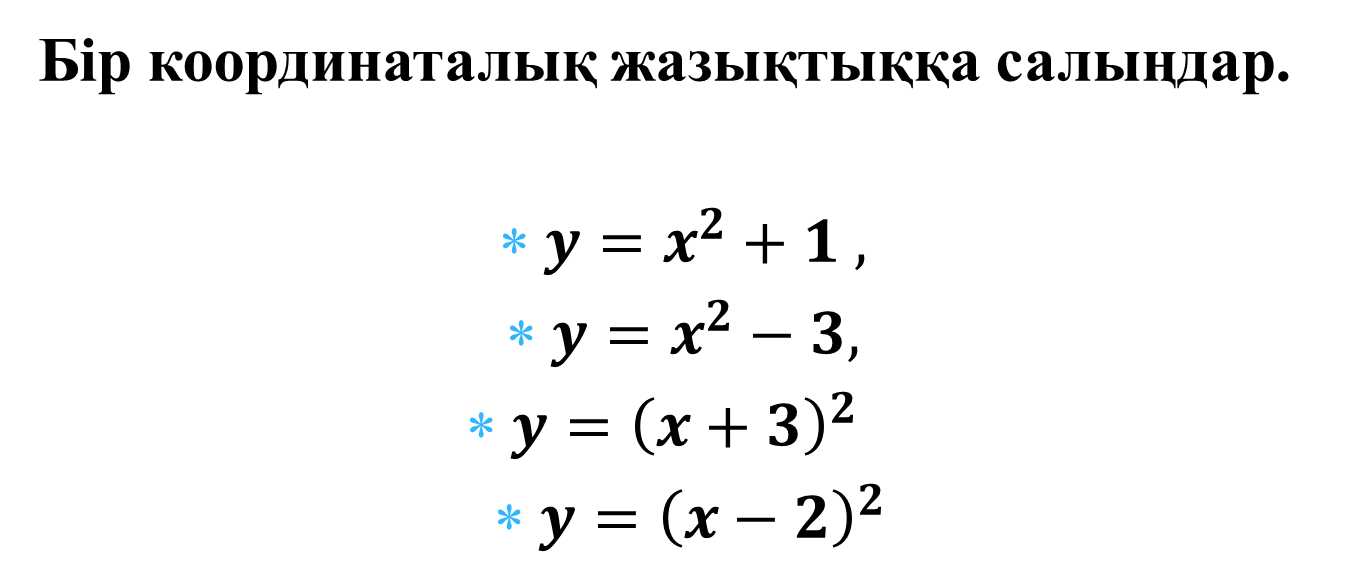 Бір координаталық жазықтыққа салыңдар.
* y = x² + 1 ,
* y = x² − 3,
* y = (x + 3)²
* y = (x − 2)²